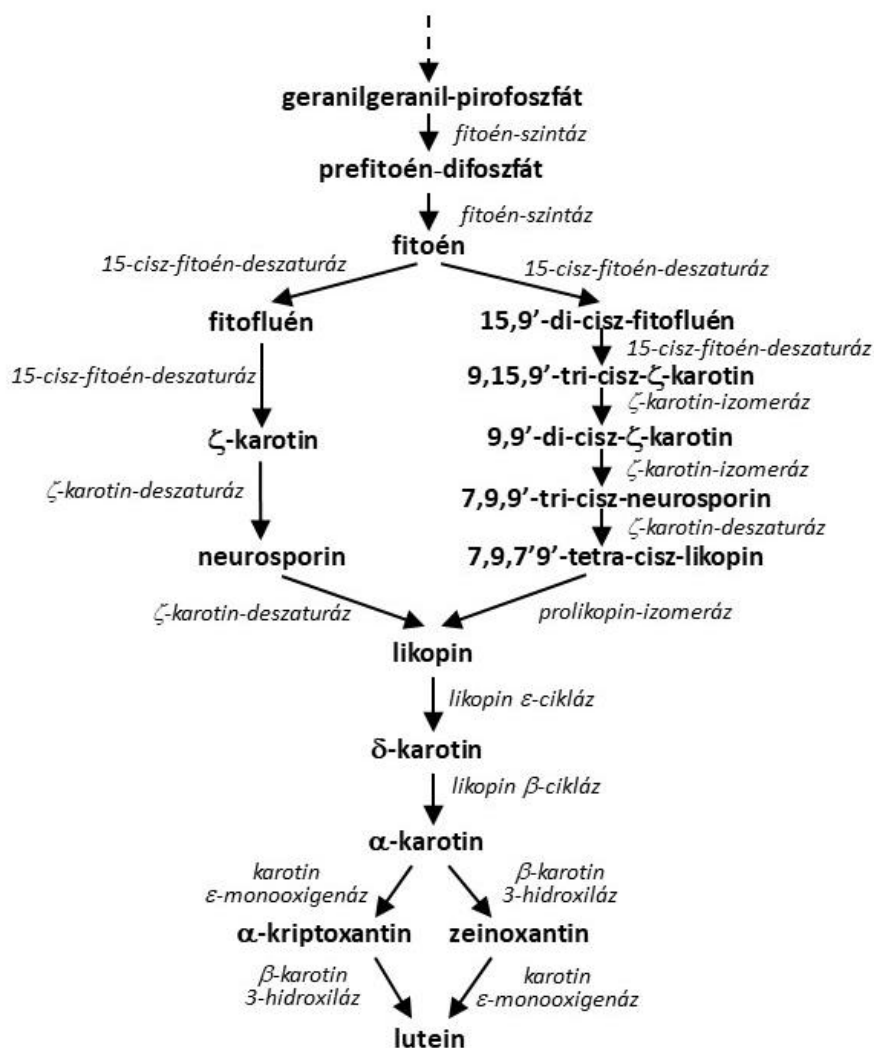 geranilgeranil-pirofoszfát
fitoén-szintáz
prefitoén-difoszfát
fitoén-szintáz
fitoén
15-cisz-fitoén-deszaturáz
15-cisz-fitoén-deszaturáz
fitofluén
15,9’-di-cisz-fitofluén
15-cisz-fitoén-deszaturáz
15-cisz-fitoén-deszaturáz
9,15,9’-tri-cisz-ζ-karotin
ζ-karotin-izomeráz
ζ-karotin
9,9’-di-cisz-ζ-karotin
ζ-karotin-izomeráz
ζ-karotin-deszaturáz
7,9,9’-tri-cisz-neurosporin
ζ-karotin-deszaturáz
neurosporin
7,9,7’9’-tetra-cisz-likopin
ζ-karotin-deszaturáz
prolikopin-izomeráz
likopin
likopin ε-cikláz
δ-karotin
likopin β-cikláz
α-karotin
karotin
ε-monooxigenáz
β-karotin
3-hidroxiláz
α-kriptoxantin
zeinoxantin
β-karotin
3-hidroxiláz
karotin
ε-monooxigenáz
lutein